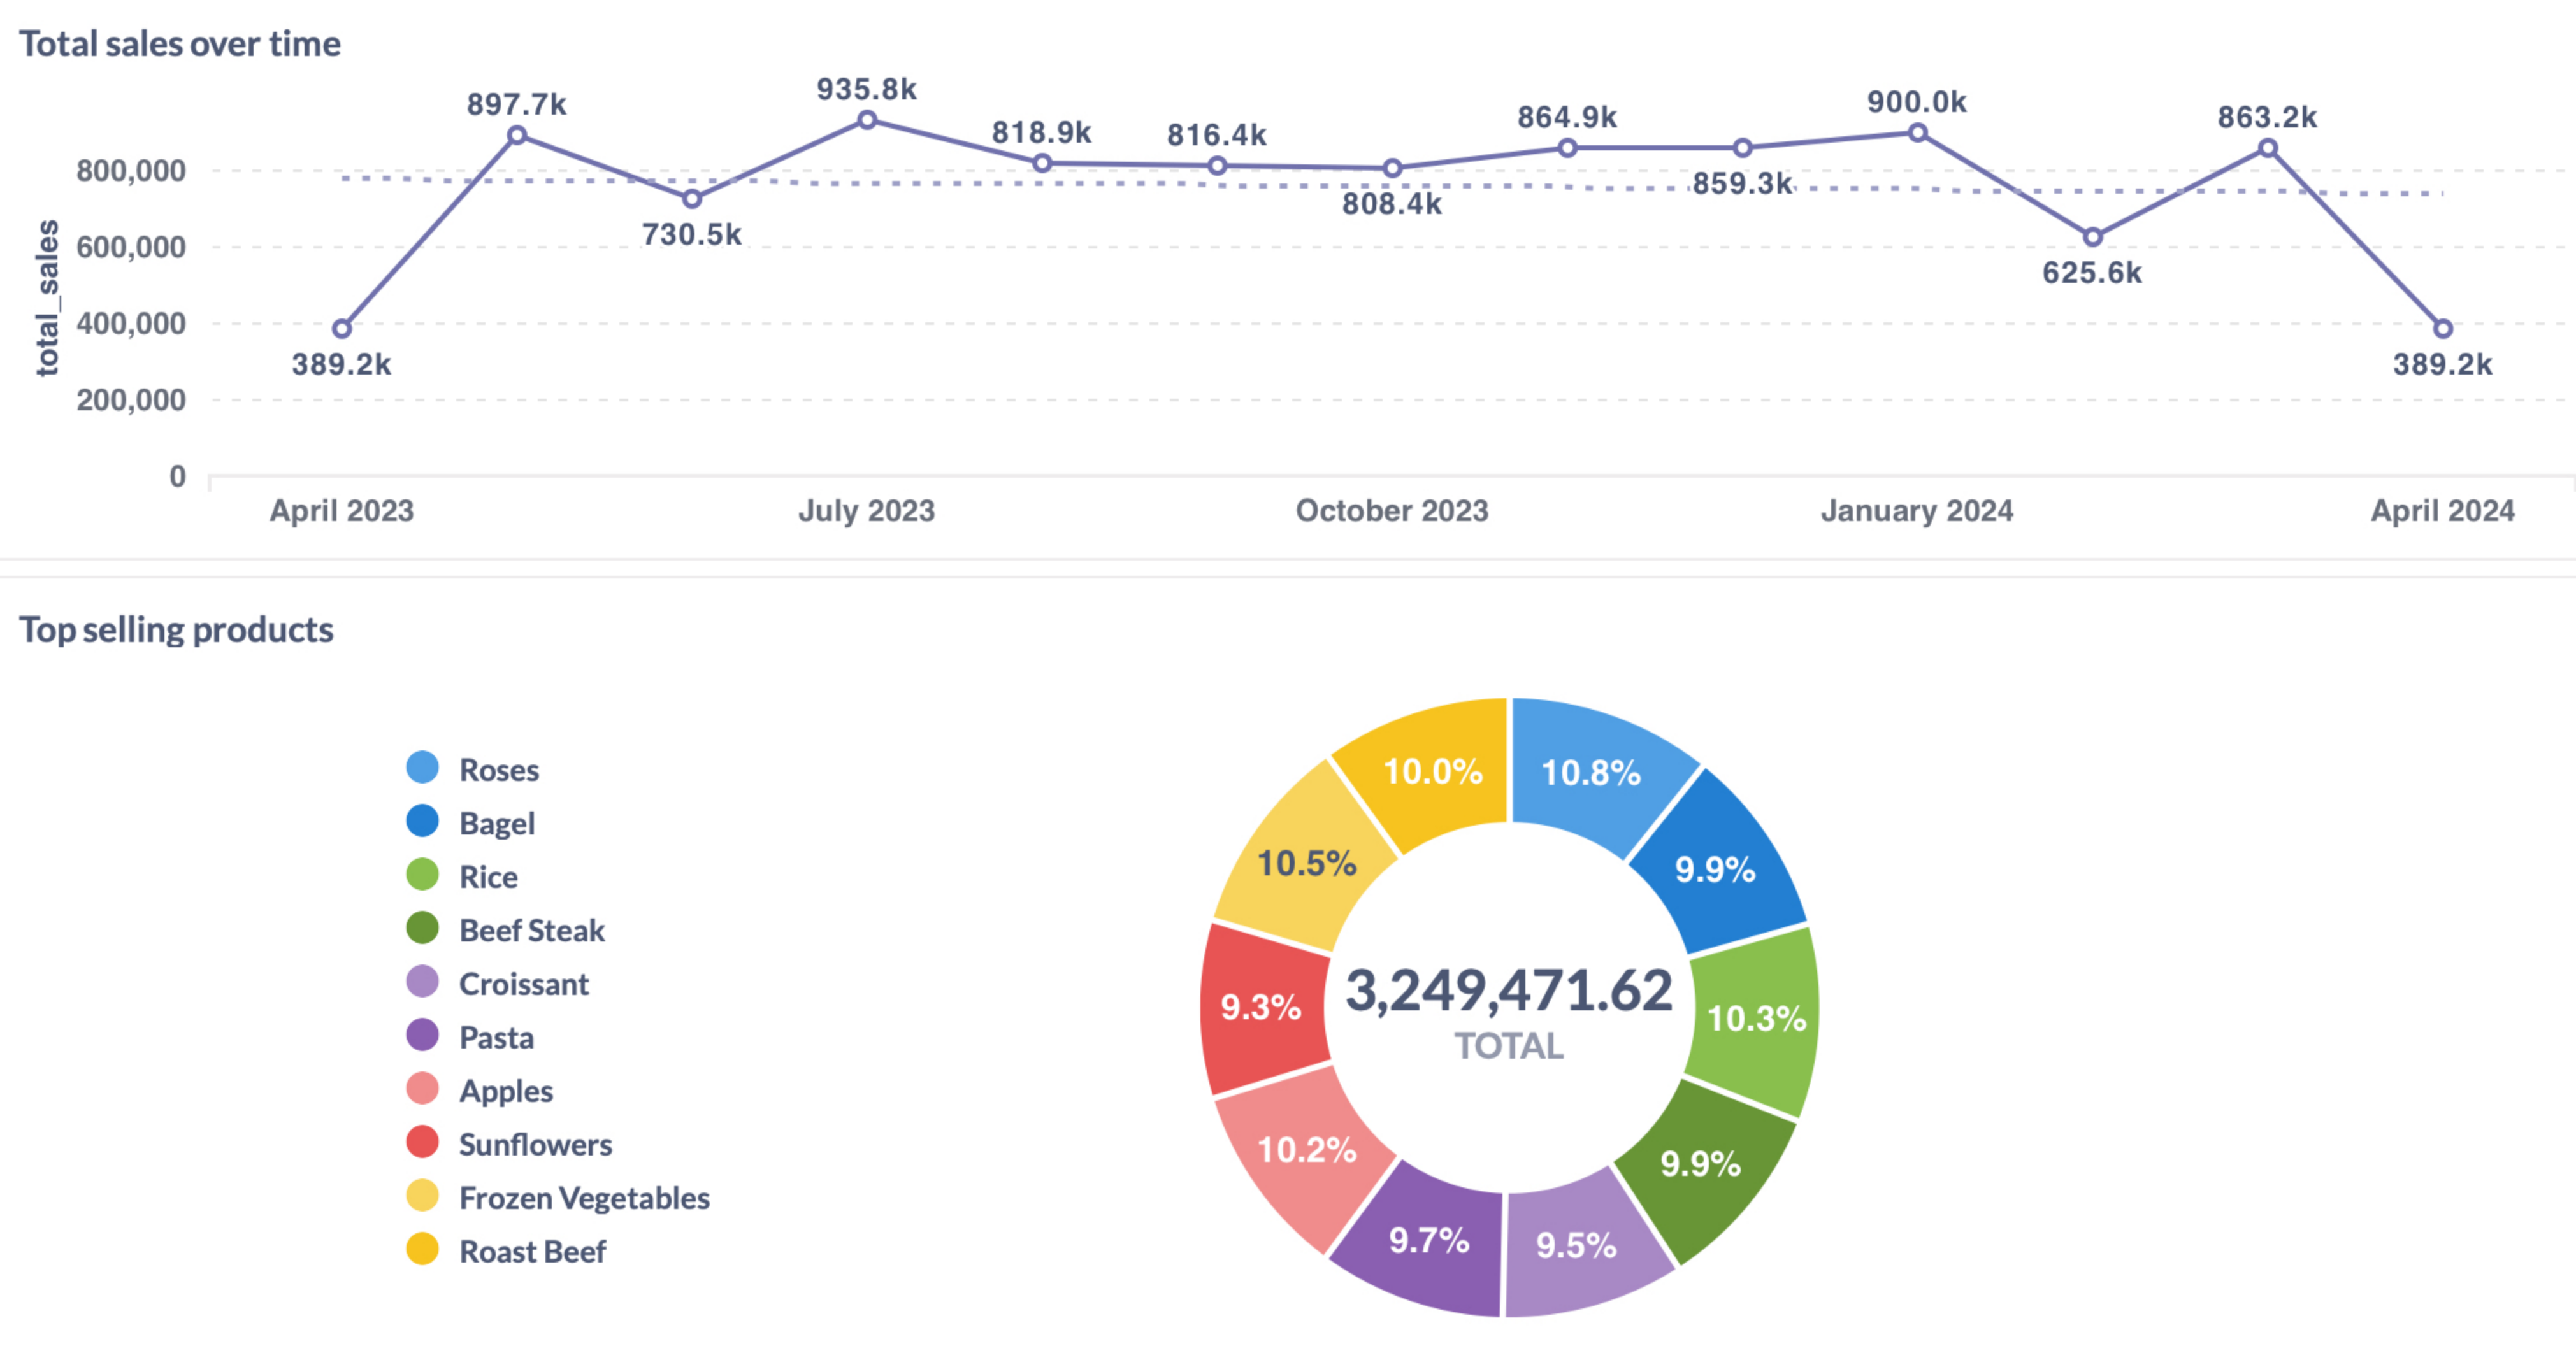 Total sales over time
935.8k
897.7k
900.0k
864.9k
863.2k
818.9k
816.4k
800,000
859.3k
808.4k
730.5k
600,000
625.6k
total_sales
400,000
389.2k
389.2k
200,000
0
April 2023
July 2023
October 2023
January 2024
April 2024
Top selling products
Roses
Bagel
Rice
Beef Steak
Croissant
Pasta
Apples
Sunflowers
Frozen Vegetables
Roast Beef
10.0%
10.8%
10.5%
9.9%
9.3%
3,249,471.62
TOTAL
10.3%
10.2%
9.9%
9.7%
9.5%